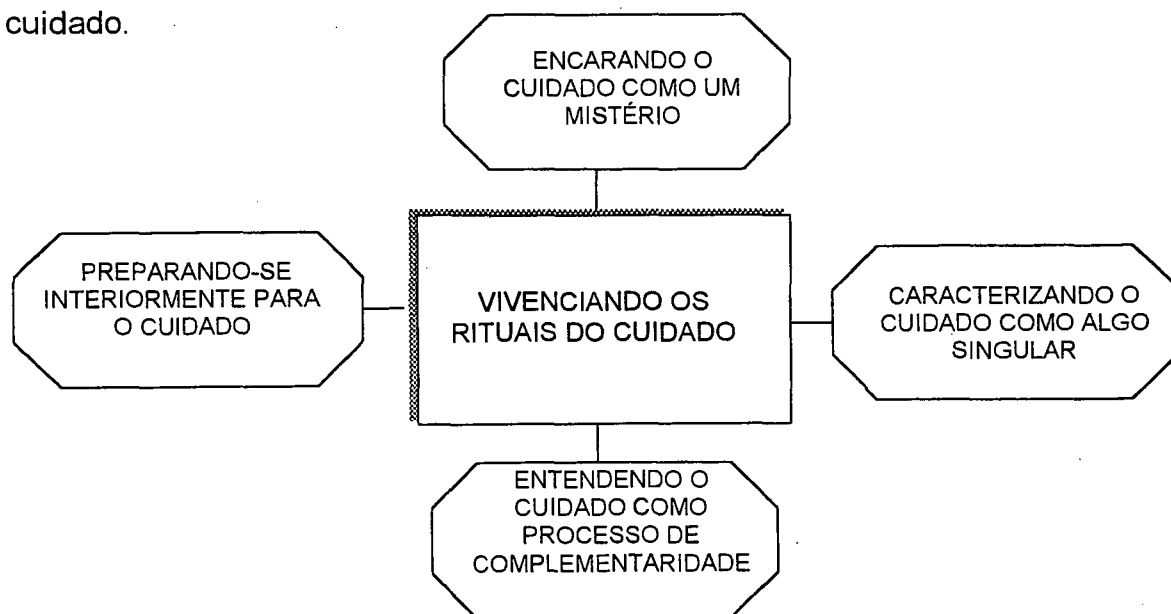 cuidado.
ENCARANDO O
CUIDADO COMO UM
MISTÉRIO
PREPARANDO-SE
INTERIORMENTE PARA
O CUIDADO
VIVENCIANDO OS
RITUAIS DO CUIDADO
CARACTERIZANDO O
CUIDADO COMO ALGO
SINGULAR
ENTENDENDO O
CUIDADO COMO
PROCESSO DE
COMPLEMENTARIDADE